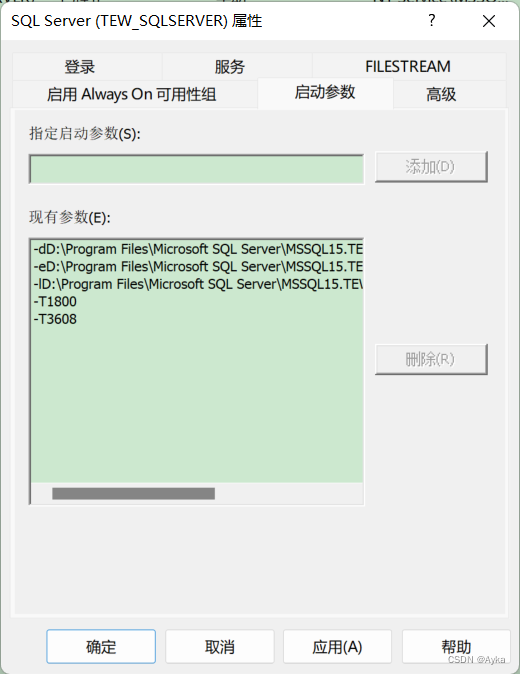 SQL Server (TEW_SQLSERVER) 属性
?
登录 服务 FILESTREAM
启用 Always On 可用性组 启动参数 高级
指定启动参数(S):
添加(D)
现有参数(E):
-dD:\Program Files\Microsoft SQL Server\MSSQL15.TE
-eD:\Program Files\Microsoft SQL Server\MSSQL15.TE
-lD:\Program Files\Microsoft SQL Server\MSSQL15.TE\
-T1800
-T3608
删除(R)
确定 取消 应用(A) 帮助
CSDN @Ayka